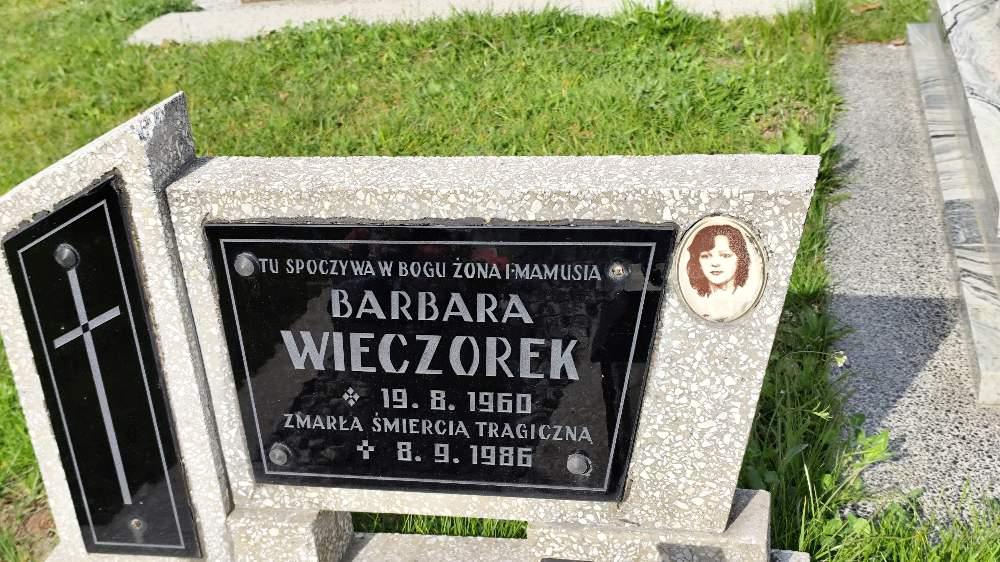 TU SPOCZYWA W BOGU ŻONA I MAMUSIA
BARBARA
WIECZOREK
19. 8. 1960
ZMARŁA ŚMIERCIĄ TRAGICZNĄ
8. 9. 1986